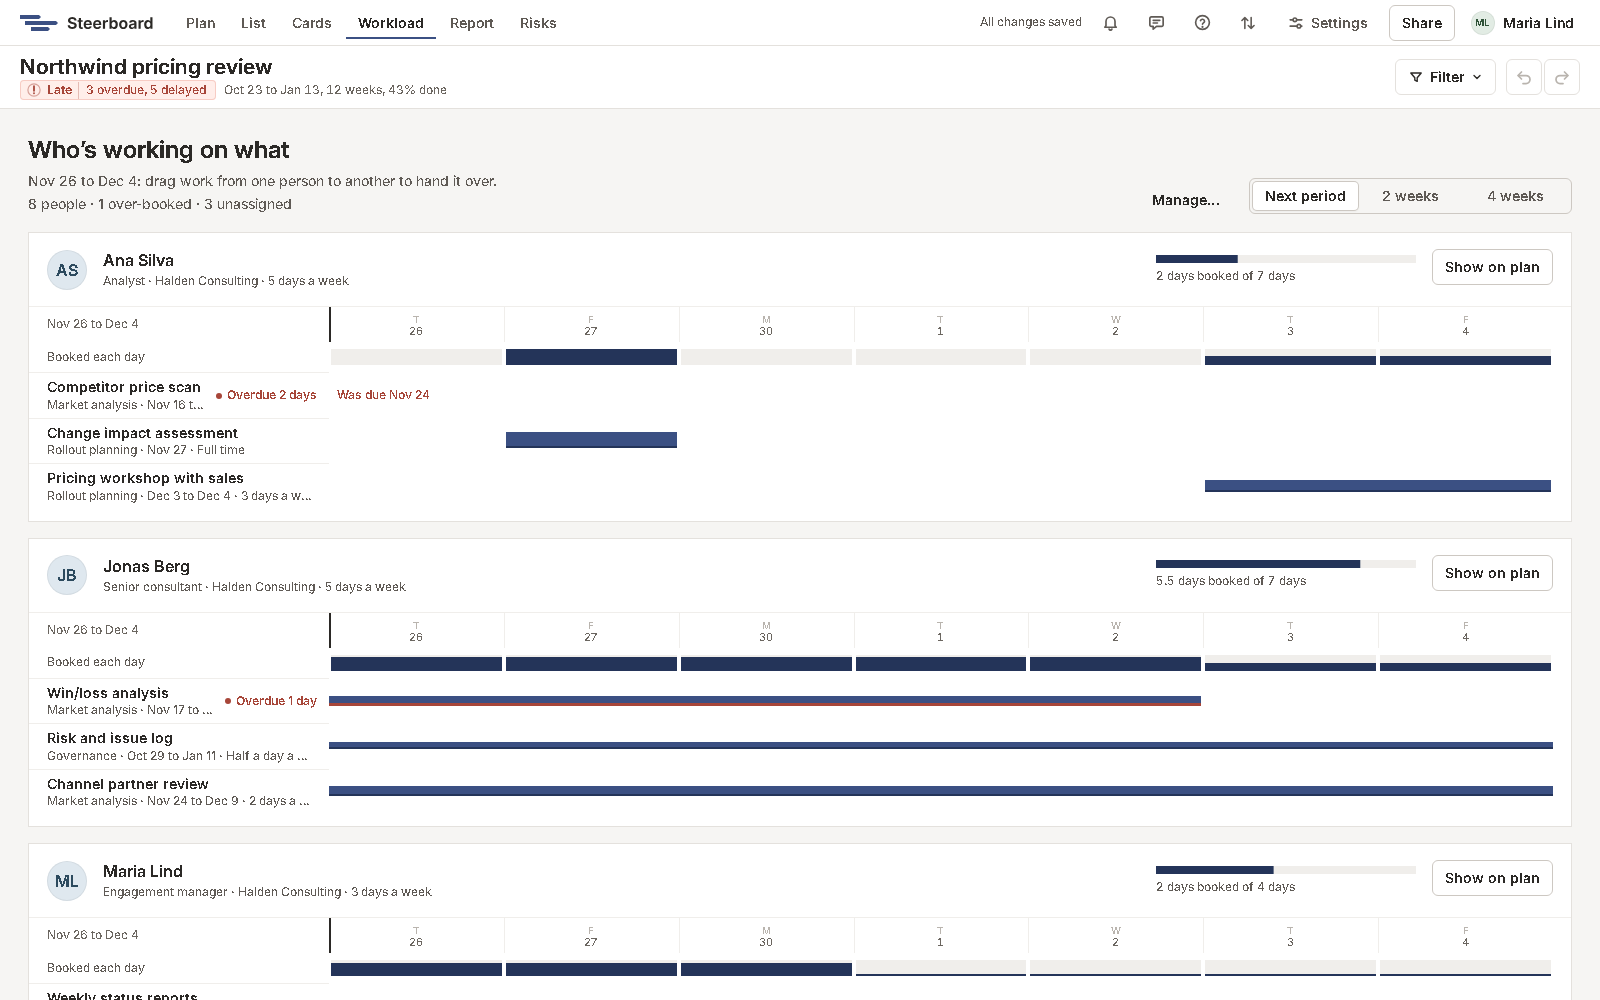 Steerboard Plan List Cards Workload Report Risks All changes saved Settings Share ML Maria Lind
Northwind pricing review
Late 3 overdue, 5 delayed Oct 23 to Jan 13, 12 weeks, 43% done
Filter
Who's working on what
Nov 26 to Dec 4: drag work from one person to another to hand it over.
8 people · 1 over-booked · 3 unassigned
Manage... Next period 2 weeks 4 weeks
AS Ana Silva
Analyst · Halden Consulting · 5 days a week
2 days booked of 7 days
Show on plan
Nov 26 to Dec 4
T F M T W T F
26 27 30 1 2 3 4
Booked each day
Competitor price scan
Market analysis · Nov 16 t...
Overdue 2 days
Was due Nov 24
Change impact assessment
Rollout planning · Nov 27 · Full time
Pricing workshop with sales
Rollout planning · Dec 3 to Dec 4 · 3 days a w...
JB Jonas Berg
Senior consultant · Halden Consulting · 5 days a week
5.5 days booked of 7 days
Show on plan
Nov 26 to Dec 4
T F M T W T F
26 27 30 1 2 3 4
Booked each day
Win/loss analysis
Market analysis · Nov 17 to ...
Overdue 1 day
Risk and issue log
Governance · Oct 29 to Jan 11 · Half a day a ...
Channel partner review
Market analysis · Nov 24 to Dec 9 · 2 days a ...
ML Maria Lind
Engagement manager · Halden Consulting · 3 days a week
2 days booked of 4 days
Show on plan
Nov 26 to Dec 4
T F M T W T F
26 27 30 1 2 3 4
Booked each day
Weekly status reports